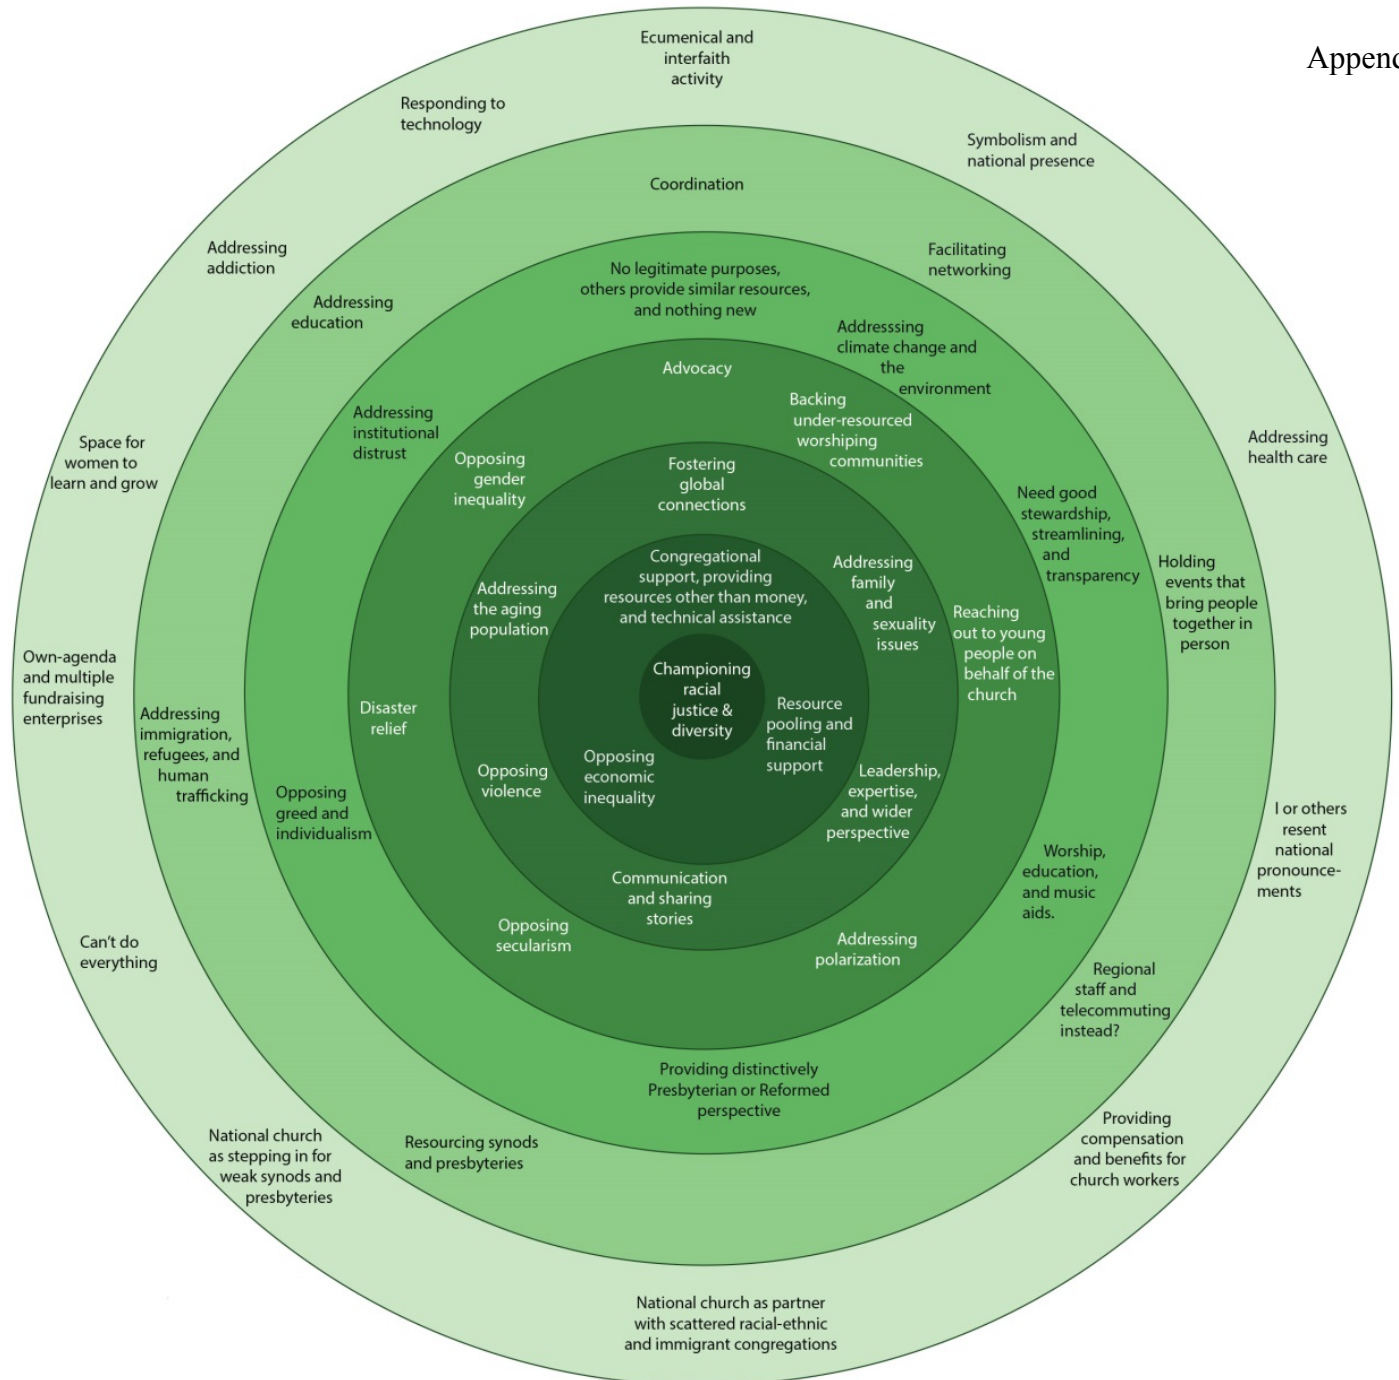 Append
Ecumenical and
interfaith
activity
Responding to
technology
Symbolism and
national presence
Addressing
addiction
Addressing
health care
Space for
women to
learn and grow
Own-agenda
and multiple
fundraising
enterprises
I or others
resent
national
pronounce-
ments
Can't do
everything
Providing
compensation
and benefits for
church workers
National church
as stepping in for
weak synods and
presbyteries
National church as partner
with scattered racial-ethnic
and immigrant congregations
Coordination
Facilitating
networking
Addressing
education
Holding
events that
bring people
together in
person
Addressing
immigration,
refugees, and
human
trafficking
Regional
staff and
telecommuting
instead?
Resourcing synods
and presbyteries
No legitimate purposes,
others provide similar resources,
and nothing new
Addresssing
climate change and
the
environment
Addressing
institutional
distrust
Need good
stewardship,
streamlining,
and
transparency
Opposing
greed and
individualism
Worship,
education,
and music
aids.
Providing distinctively
Presbyterian or Reformed
perspective
Advocacy
Backing
under-resourced
worshiping
communities
Opposing
gender
inequality
Reaching
out to young
people on
behalf of the
church
Disaster
relief
Opposing
secularism
Addressing
polarization
Fostering
global
connections
Addressing
family
and
sexuality
issues
Addressing
the aging
population
Opposing
violence
Leadership,
expertise,
and wider
perspective
Communication
and sharing
stories
Congregational
support, providing
resources other than money,
and technical assistance
Resource
pooling and
financial
support
Opposing
economic
inequality
Championing
racial
justice &
diversity